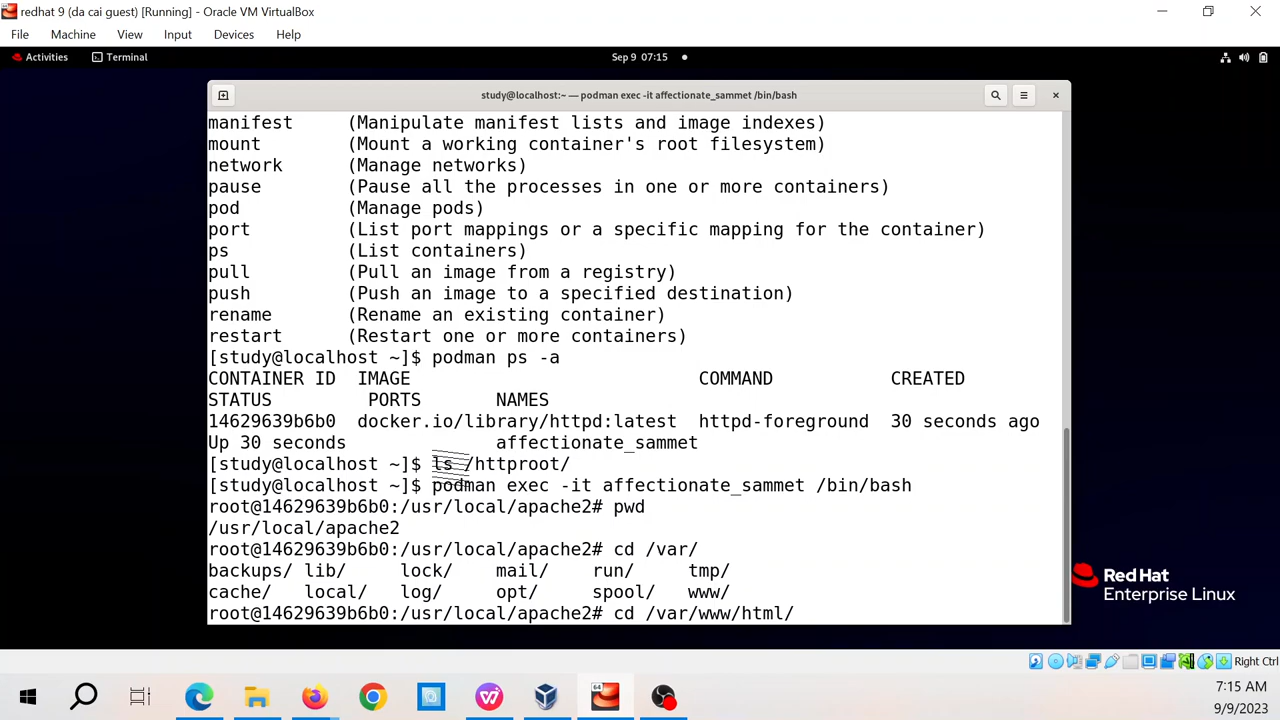 redhat 9 (da cai guest) [Running] - Oracle VM VirtualBox
File Machine View Input Devices Help
Activities Terminal Sep 9 07:15
study@localhost:~ — podman exec -it affectionate_sammet /bin/bash
manifest (Manipulate manifest lists and image indexes)
mount (Mount a working container's root filesystem)
network (Manage networks)
pause (Pause all the processes in one or more containers)
pod (Manage pods)
port (List port mappings or a specific mapping for the container)
ps (List containers)
pull (Pull an image from a registry)
push (Push an image to a specified destination)
rename (Rename an existing container)
restart (Restart one or more containers)
[study@localhost ~]$ podman ps -a
CONTAINER ID IMAGE COMMAND CREATED
STATUS PORTS NAMES
14629639b6b0 docker.io/library/httpd:latest httpd-foreground 30 seconds ago
Up 30 seconds affectionate_sammet
[study@localhost ~]$ ls /httproot/
[study@localhost ~]$ podman exec -it affectionate_sammet /bin/bash
root@14629639b6b0:/usr/local/apache2# pwd
/usr/local/apache2
root@14629639b6b0:/usr/local/apache2# cd /var/
backups/ lib/ lock/ mail/ run/ tmp/
cache/ local/ log/ opt/ spool/ www/
root@14629639b6b0:/usr/local/apache2# cd /var/www/html/
Red Hat
Enterprise Linux
Right Ctrl
64
7:15 AM
9/9/2023